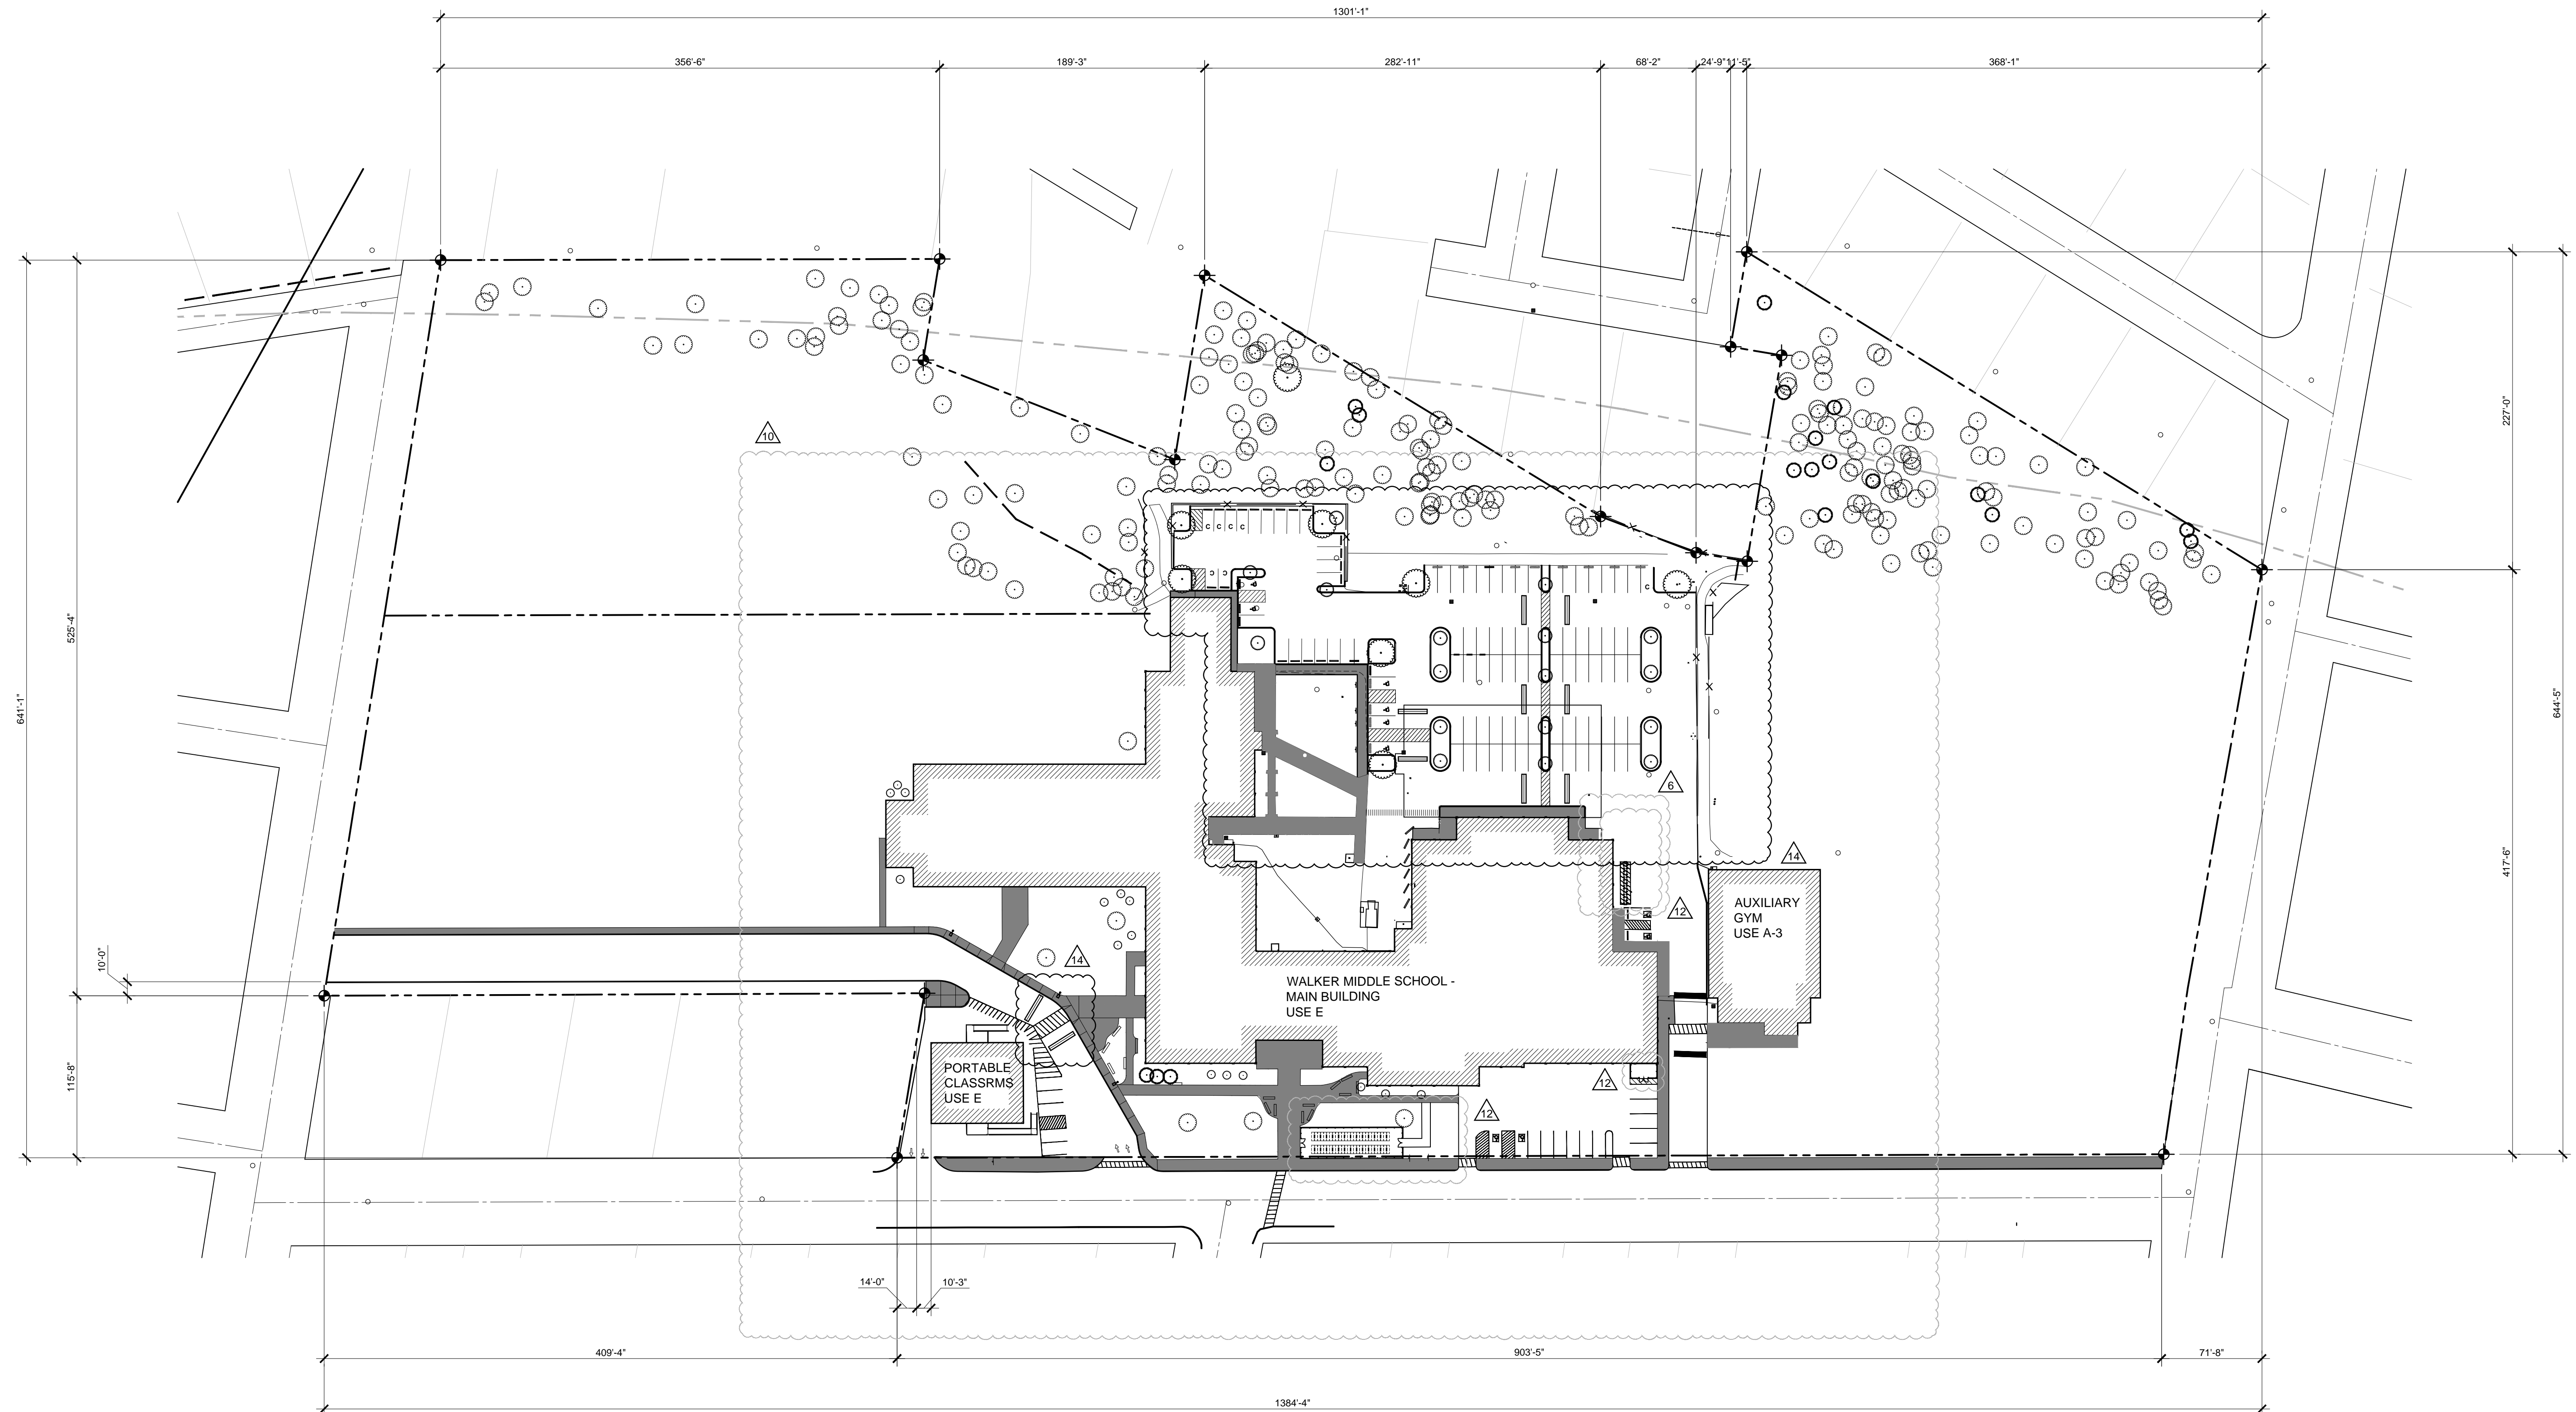 1301'-1"
356'-6"
189'-3"
282'-11"
68'-2"
24'-9"
11'-5"
368'-1"
641'-1"
525'-4"
115'-8"
10'-0"
227'-0"
417'-6"
644'-5"
10
C C C C
C C
C
6
14
12
AUXILIARY
GYM
USE A-3
14
WALKER MIDDLE SCHOOL -
MAIN BUILDING
USE E
PORTABLE
CLASSRMS
USE E
12
12
14'-0"
10'-3"
409'-4"
903'-5"
71'-8"
1384'-4"